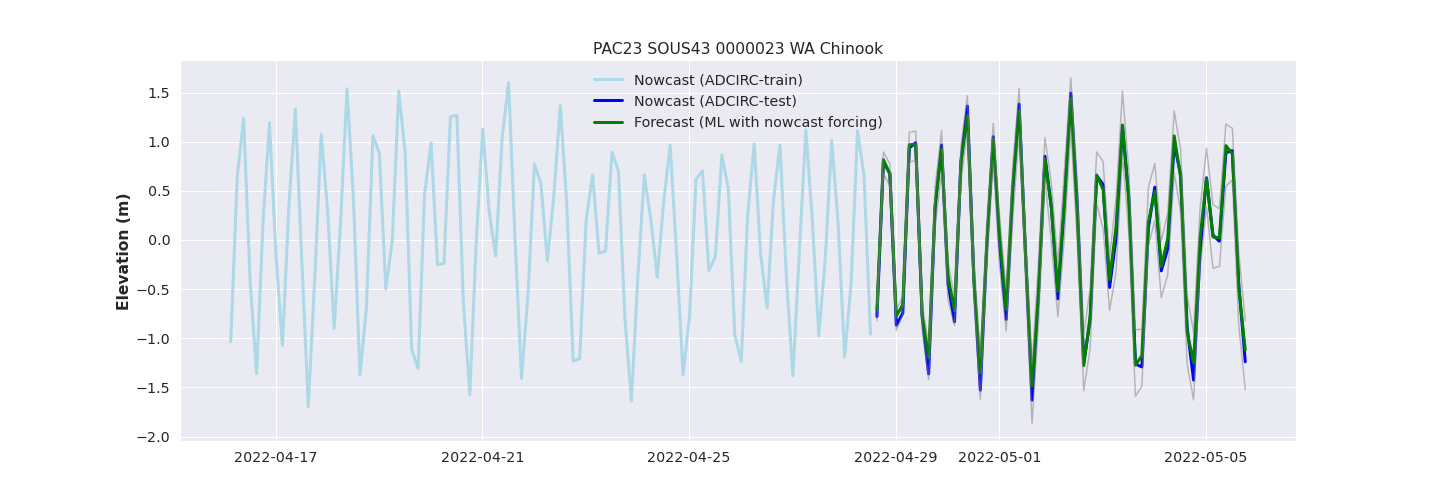 PAC23 SOUS43 0000023 WA Chinook
Nowcast (ADCIRC-train)
Nowcast (ADCIRC-test)
Forecast (ML with nowcast forcing)
Elevation (m)
1.5
1.0
0.5
0.0
−0.5
−1.0
−1.5
−2.0
2022-04-17 2022-04-21 2022-04-25 2022-04-29 2022-05-01 2022-05-05